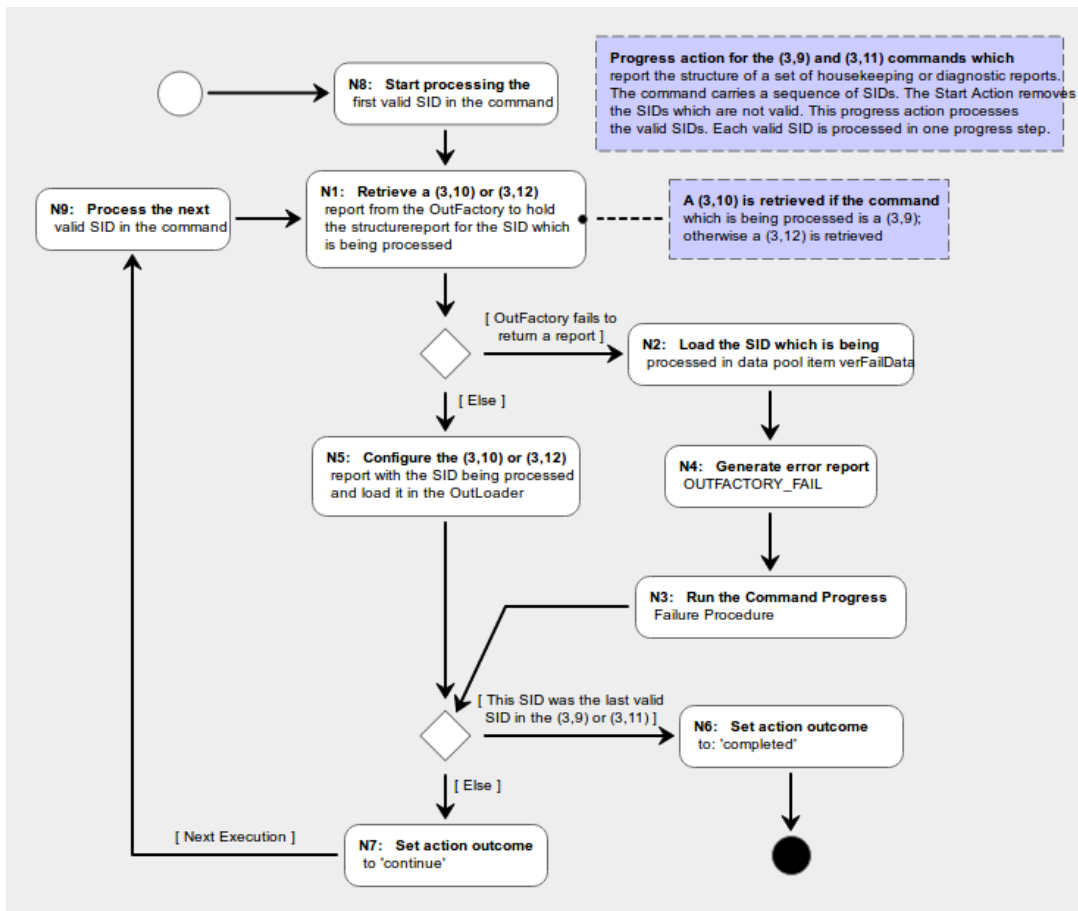 Progress action for the (3,9) and (3,11) commands which
report the structure of a set of housekeeping or diagnostic reports.
The command carries a sequence of SIDs. The Start Action removes
the SIDs which are not valid. This progress action processes
the valid SIDs. Each valid SID is processed in one progress step.
N8: Start processing the
first valid SID in the command
N1: Retrieve a (3,10) or (3,12)
report from the OutFactory to hold
the structurereport for the SID which
is being processed
N9: Process the next
valid SID in the command
A (3,10) is retrieved if the command
which is being processed is a (3,9);
otherwise a (3,12) is retrieved
[ OutFactory fails to
return a report ]
N2: Load the SID which is being
processed in data pool item verFailData
[ Else ]
N5: Configure the (3,10) or (3,12)
report with the SID being processed
and load it in the OutLoader
N4: Generate error report
OUTFACTORY_FAIL
N3: Run the Command Progress
Failure Procedure
[ This SID was the last valid
SID in the (3,9) or (3,11) ]
N6: Set action outcome
to: 'completed'
[ Else ]
[ Next Execution ]
N7: Set action outcome
to 'continue'